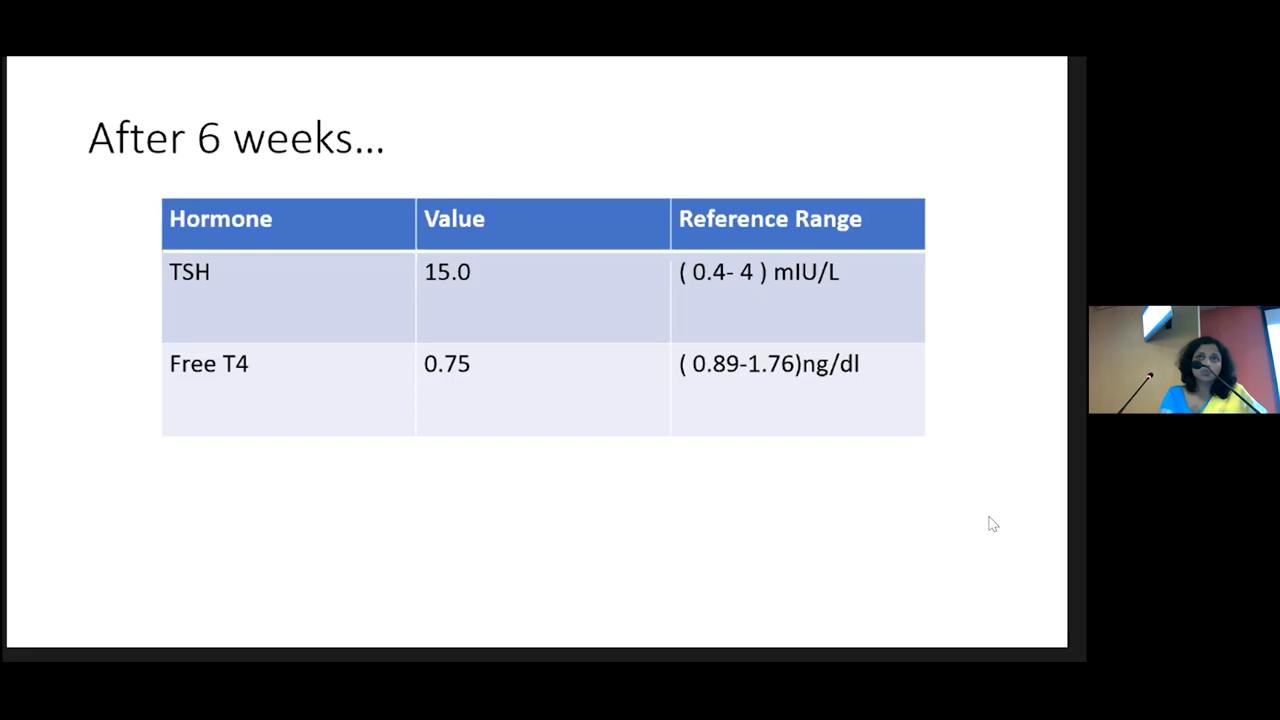 After 6 weeks...
Hormone Value Reference Range
TSH 15.0 ( 0.4- 4 ) mIU/L
Free T4 0.75 ( 0.89-1.76)ng/dl